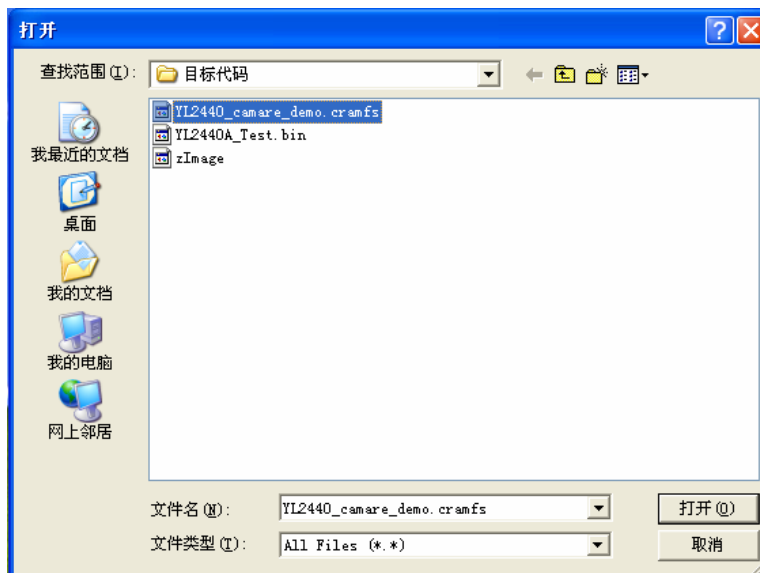 打开
查找范围(I):
目标代码
YL2440_camare_demo.cramfs
YL2440A_Test.bin
zImage
我最近的文档
桌面
我的文档
我的电脑
网上邻居
文件名(N):
YL2440_camare_demo.cramfs
打开(O)
文件类型(T):
All Files (*.*)
取消